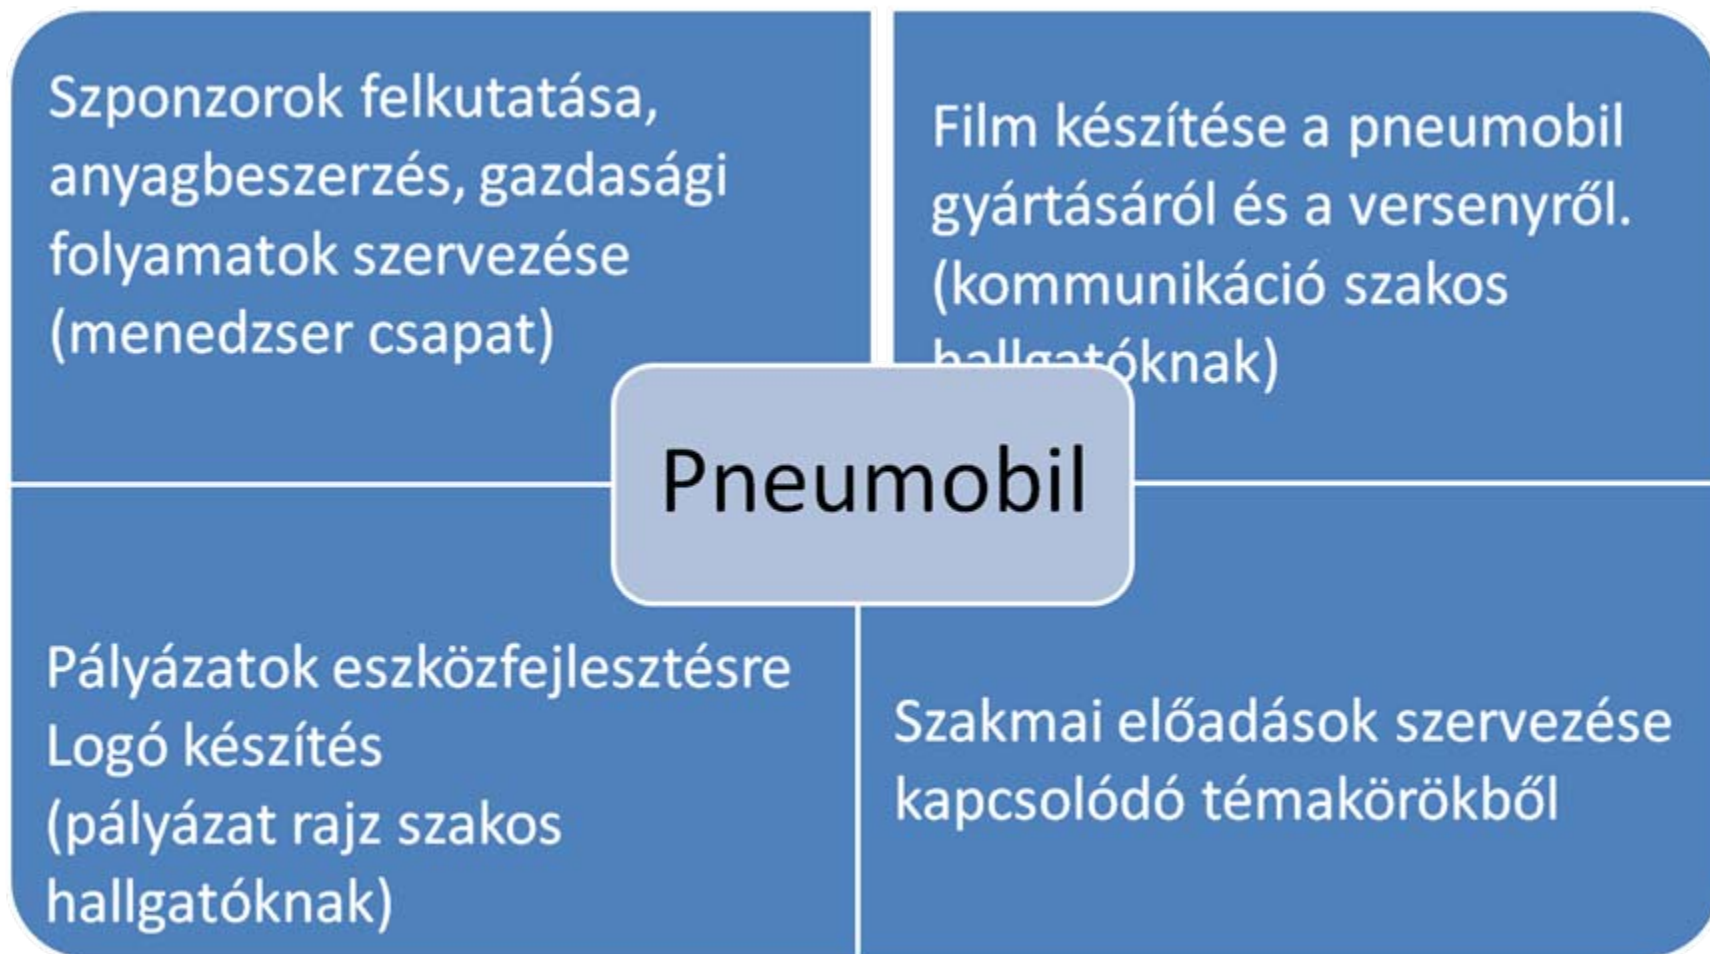 Szponzorok felkutatása,
anyagbeszerzés, gazdasági
folyamatok szervezése
(menedzser csapat)
Film készítése a pneumobil
gyártásáról és a versenyről.
(kommunikáció szakos
hallgatóknak)
Pneumobil
Pályázatok eszközfejlesztésre
Logó készítés
(pályázat rajz szakos
hallgatóknak)
Szakmai előadások szervezése
kapcsolódó témakörökből